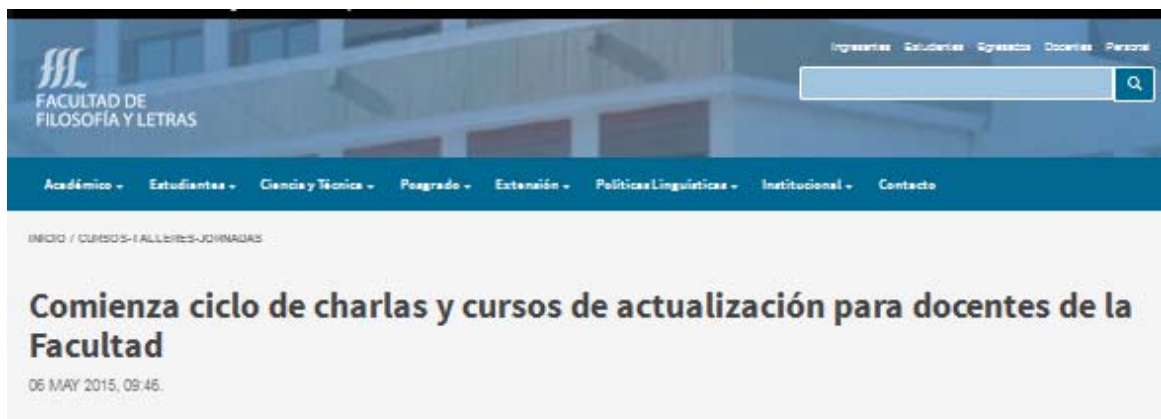 Ingresantes Estudiantes Egresados Docentes Personal
FACULTAD DE
FILOSOFÍA Y LETRAS
Académico Estudiantes Ciencia y Técnica Posgrado Extensión Políticas Linguísticas Institucional Contacto
INICIO / CURSOS-TALLERES-JORNADAS
Comienza ciclo de charlas y cursos de actualización para docentes de la
Facultad
06 MAY 2015, 09:46.